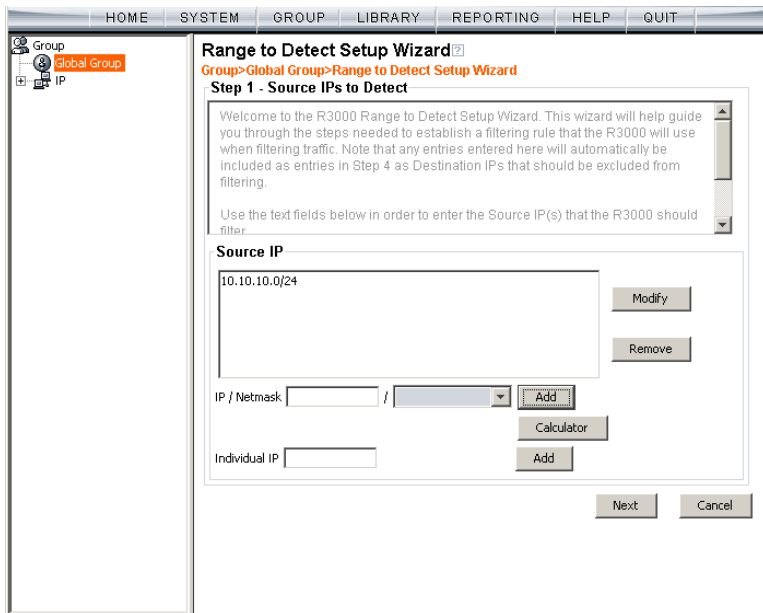 HOME SYSTEM GROUP LIBRARY REPORTING HELP QUIT
Group
Global Group
IP
Range to Detect Setup Wizard
Group>Global Group>Range to Detect Setup Wizard
Step 1 - Source IPs to Detect
Welcome to the R3000 Range to Detect Setup Wizard. This wizard will help guide
you through the steps needed to establish a filtering rule that the R3000 will use
when filtering traffic. Note that any entries entered here will automatically be
included as entries in Step 4 as Destination IPs that should be excluded from
filtering.
Use the text fields below in order to enter the Source IP(s) that the R3000 should
filter
Source IP
10.10.10.0/24
Modify
Remove
IP / Netmask / Add
Calculator
Individual IP Add
Next Cancel